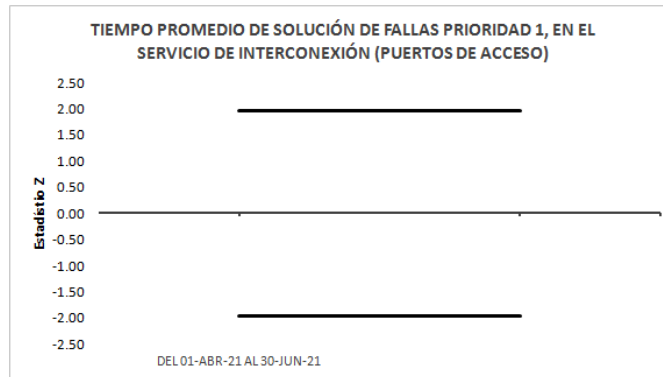 TIEMPO PROMEDIO DE SOLUCIÓN DE FALLAS PRIORIDAD 1, EN EL
SERVICIO DE INTERCONEXIÓN (PUERTOS DE ACCESO)
2.50
2.00
1.50
1.00
0.50
0.00
-0.50
-1.00
-1.50
-2.00
-2.50
Estadístio Z
DEL 01-ABR-21 AL 30-JUN-21